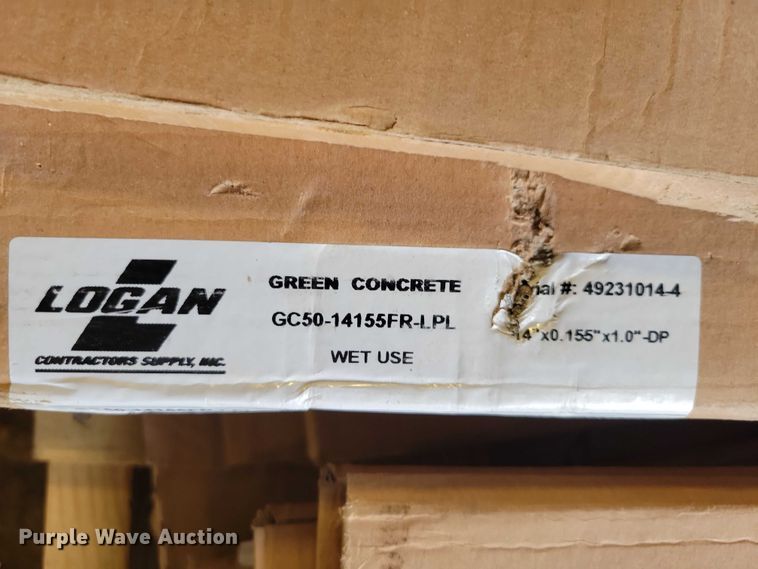 LOGAN
CONTRACTORS SUPPLY, INC.
GREEN CONCRETE
GC50-14155FR-LPL
WET USE
#: 49231014-4
14"x0.155"x1.0"-DP
Purple Wave Auction